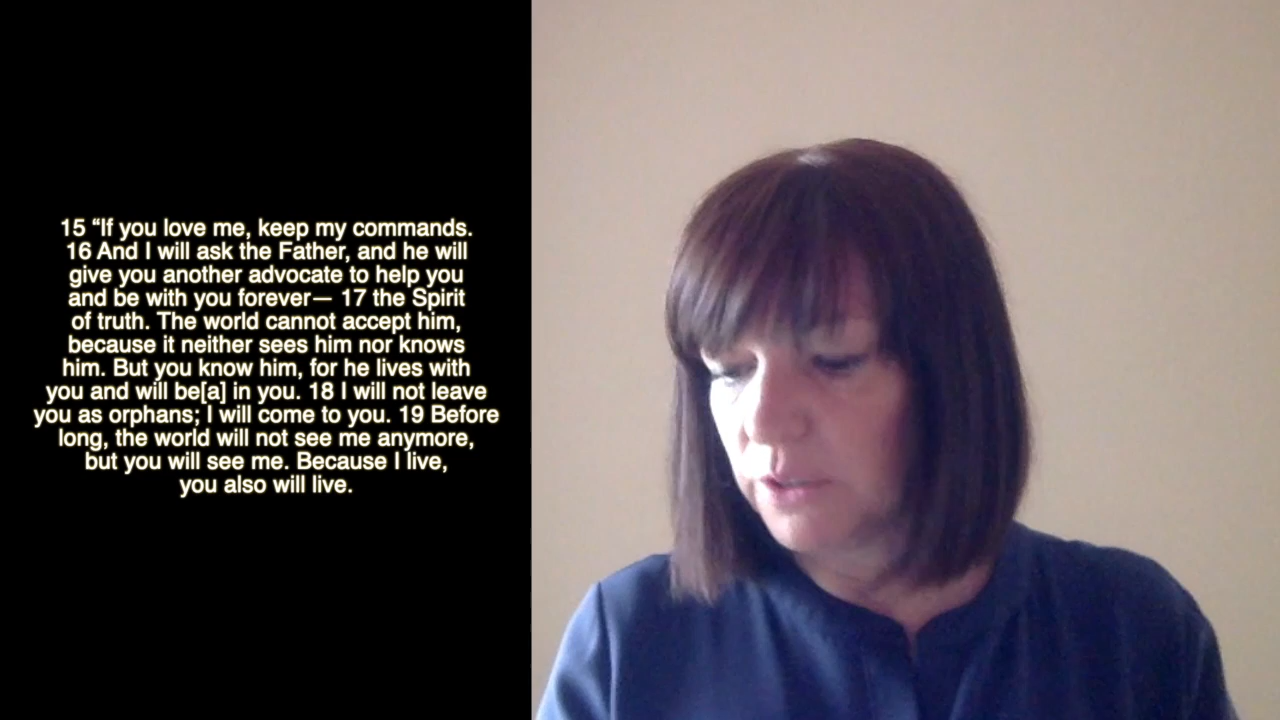 15 “If you love me, keep my commands.
16 And I will ask the Father, and he will
give you another advocate to help you
and be with you forever— 17 the Spirit
of truth. The world cannot accept him,
because it neither sees him nor knows
him. But you know him, for he lives with
you and will be[a] in you. 18 I will not leave
you as orphans; I will come to you. 19 Before
long, the world will not see me anymore,
but you will see me. Because I live,
you also will live.